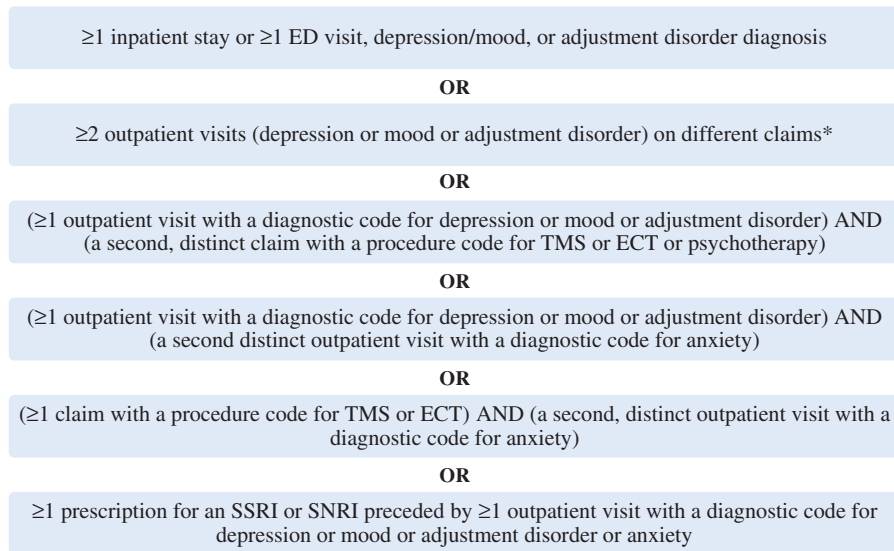 ≥1 inpatient stay or ≥1 ED visit, depression/mood, or adjustment disorder diagnosis
OR
≥2 outpatient visits (depression or mood or adjustment disorder) on different claims*
OR
(≥1 outpatient visit with a diagnostic code for depression or mood or adjustment disorder) AND
(a second, distinct claim with a procedure code for TMS or ECT or psychotherapy)
OR
(≥1 outpatient visit with a diagnostic code for depression or mood or adjustment disorder) AND
(a second distinct outpatient visit with a diagnostic code for anxiety)
OR
(≥1 claim with a procedure code for TMS or ECT) AND (a second, distinct outpatient visit with a
diagnostic code for anxiety)
OR
≥1 prescription for an SSRI or SNRI preceded by ≥1 outpatient visit with a diagnostic code for
depression or mood or adjustment disorder or anxiety